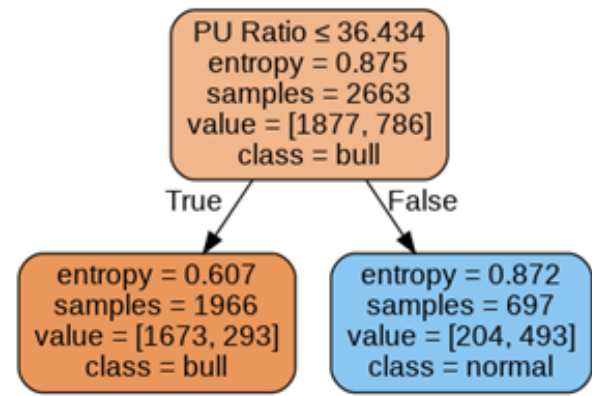 PU Ratio ≤ 36.434
entropy = 0.875
samples = 2663
value = [1877, 786]
class = bull
True
False
entropy = 0.607
samples = 1966
value = [1673, 293]
class = bull
entropy = 0.872
samples = 697
value = [204, 493]
class = normal